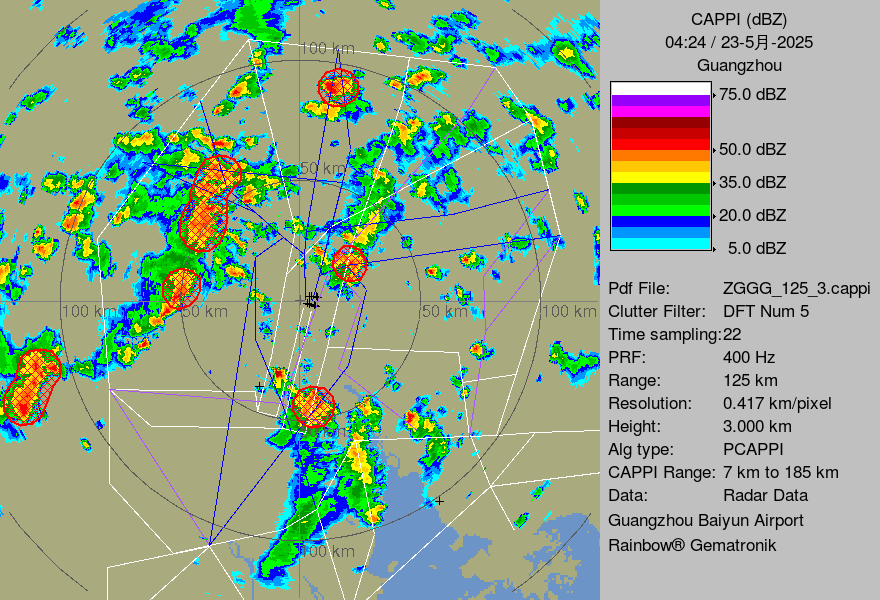 CAPPI (dBZ)
04:24 / 23-5月-2025
Guangzhou
75.0 dBZ
50.0 dBZ
35.0 dBZ
20.0 dBZ
5.0 dBZ
Pdf File: ZGGG_125_3.cappi
Clutter Filter: DFT Num 5
Time sampling:22
PRF: 400 Hz
Range: 125 km
Resolution: 0.417 km/pixel
Height: 3.000 km
Alg type: PCAPPI
CAPPI Range: 7 km to 185 km
Data: Radar Data
Guangzhou Baiyun Airport
Rainbow® Gematronik
100 km
50 km
100 km
50 km
50 km
100 km
100 km